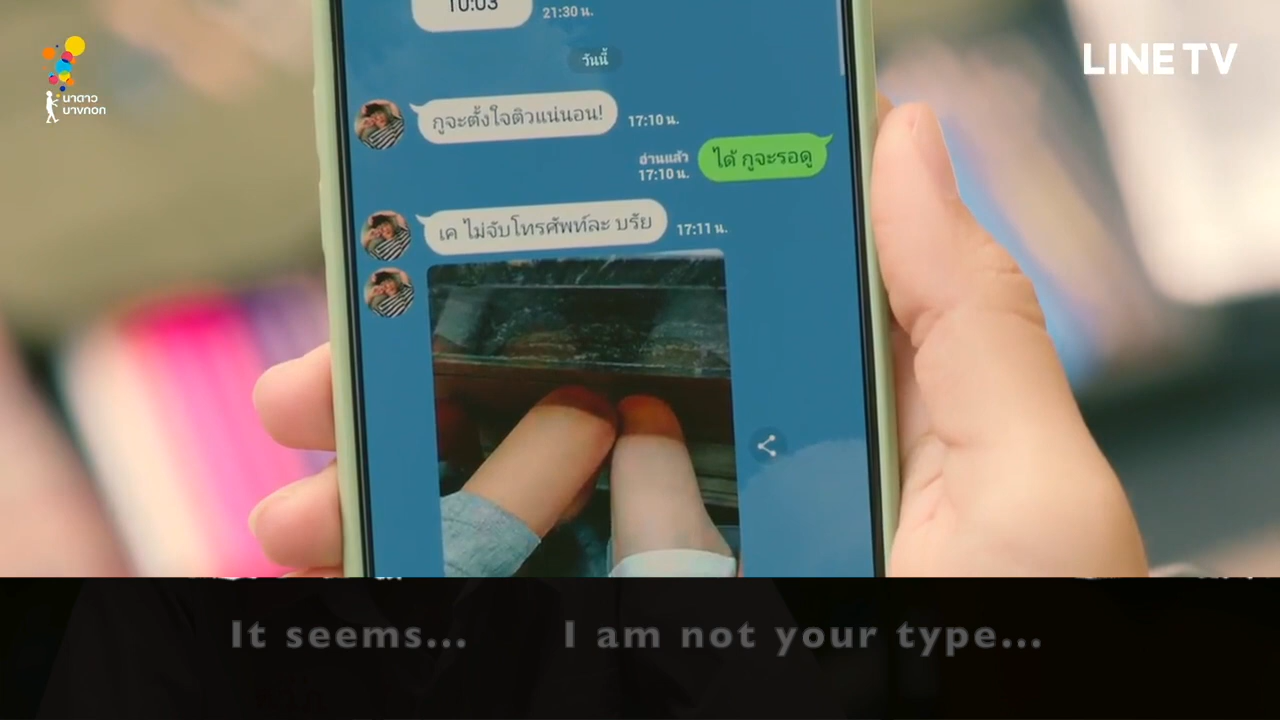 10:03
21:30 น.
นาดาว
บางกอก
LINE TV
วันนี้
กูจะตั้งใจติวแน่นอน!
17:10 น.
อ่านแล้ว
17:10 น.
ได้ กูจะรอดู
เค ไม่จับโทรศัพท์ละ บรัย
17:11 น.
It seems... I am not your type...